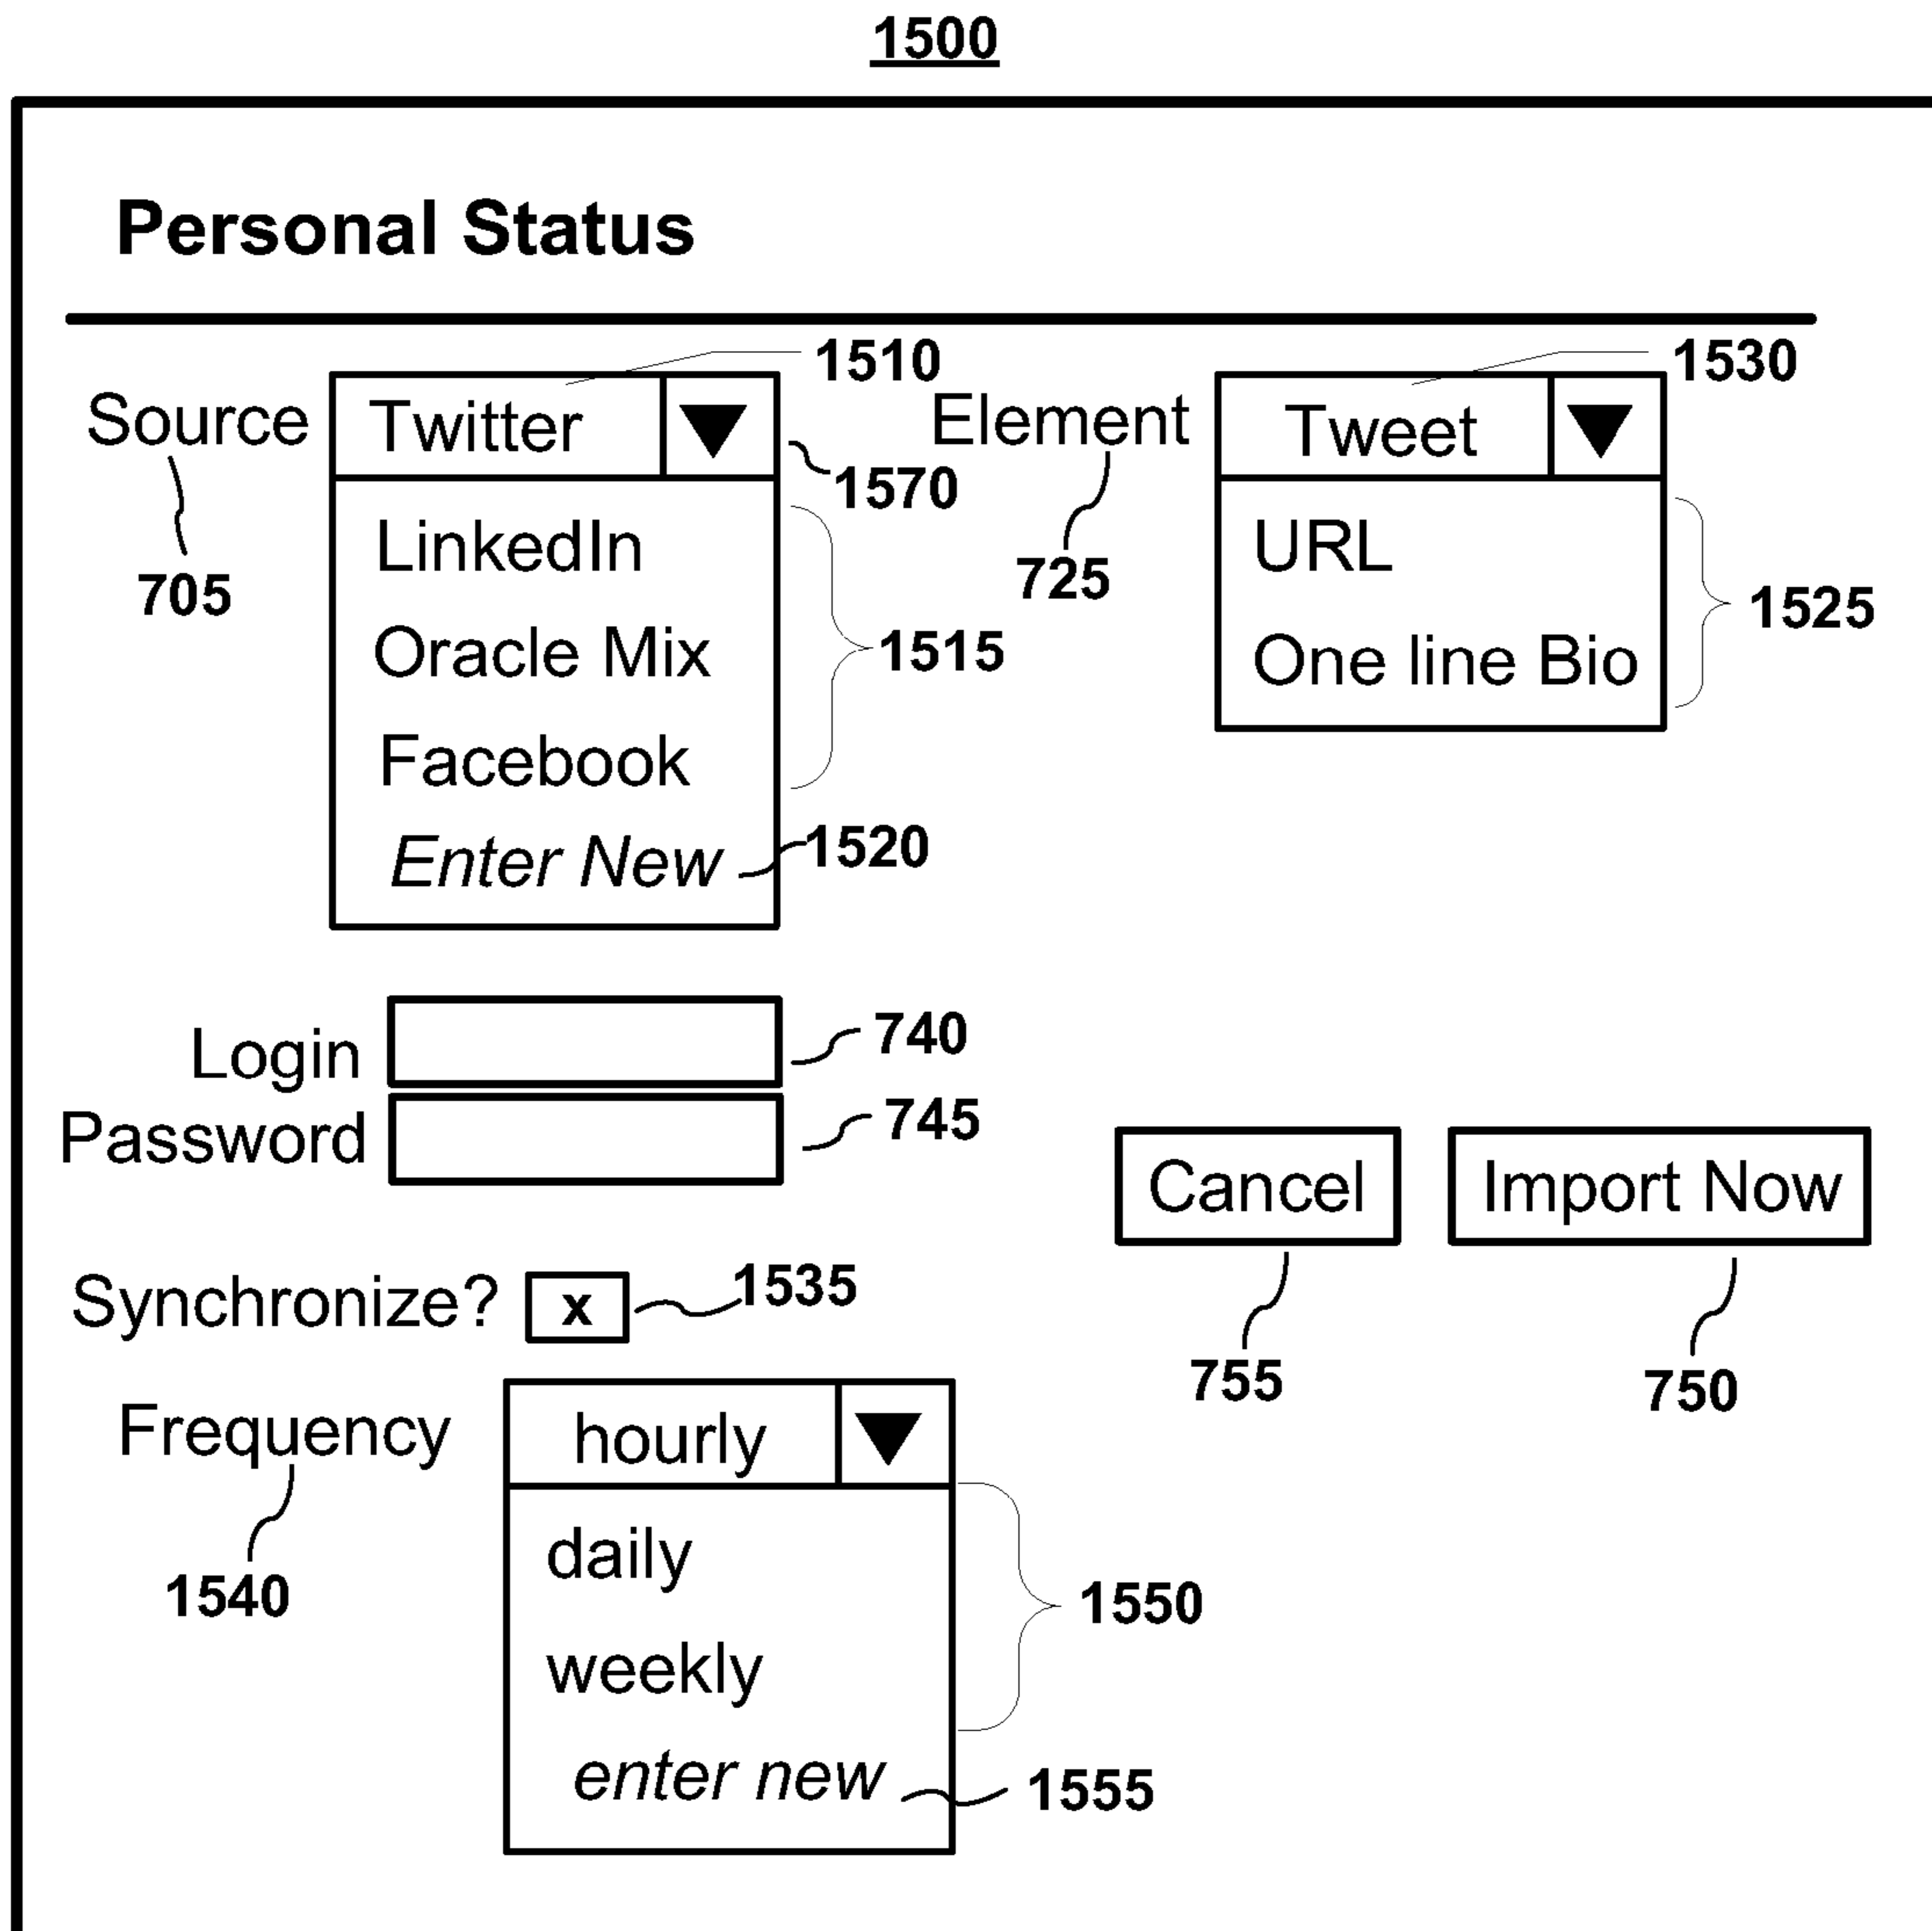 1500
Personal Status
Source Twitter 1510 Element Tweet 1530
1570
705 LinkedIn 725 URL
Oracle Mix 1515 One line Bio 1525
Facebook
Enter New 1520
Login 740
Password 745
Cancel Import Now
Synchronize? x 1535
755 750
Frequency hourly
daily
1540 1550
weekly
enter new 1555